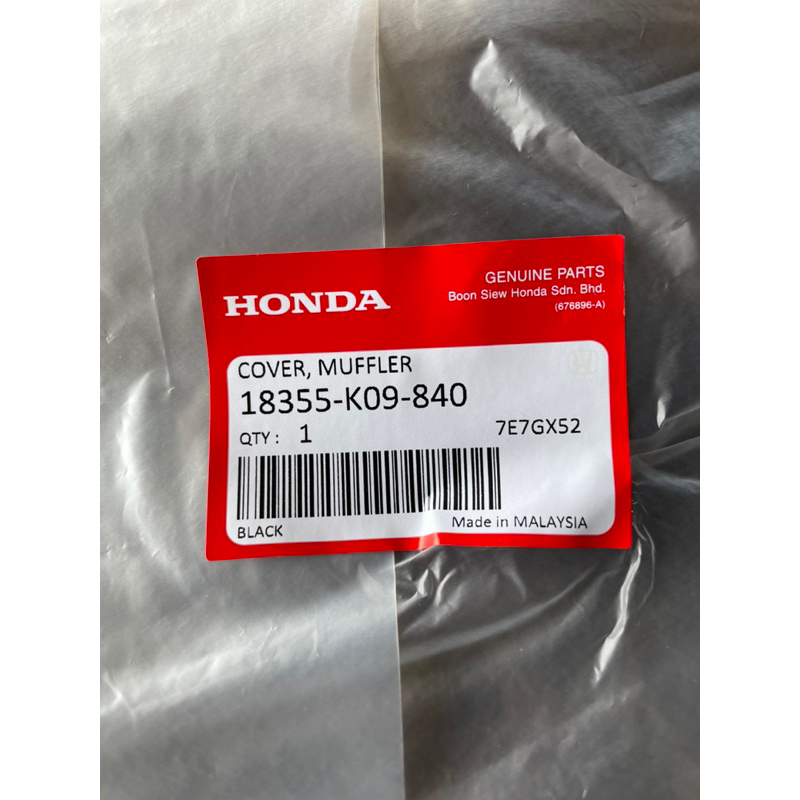 HONDA
GENUINE PARTS
Boon Siew Honda Sdn. Bhd.
(676896-A)
COVER, MUFFLER
18355-K09-840
QTY : 1
7E7GX52
BLACK
Made in MALAYSIA